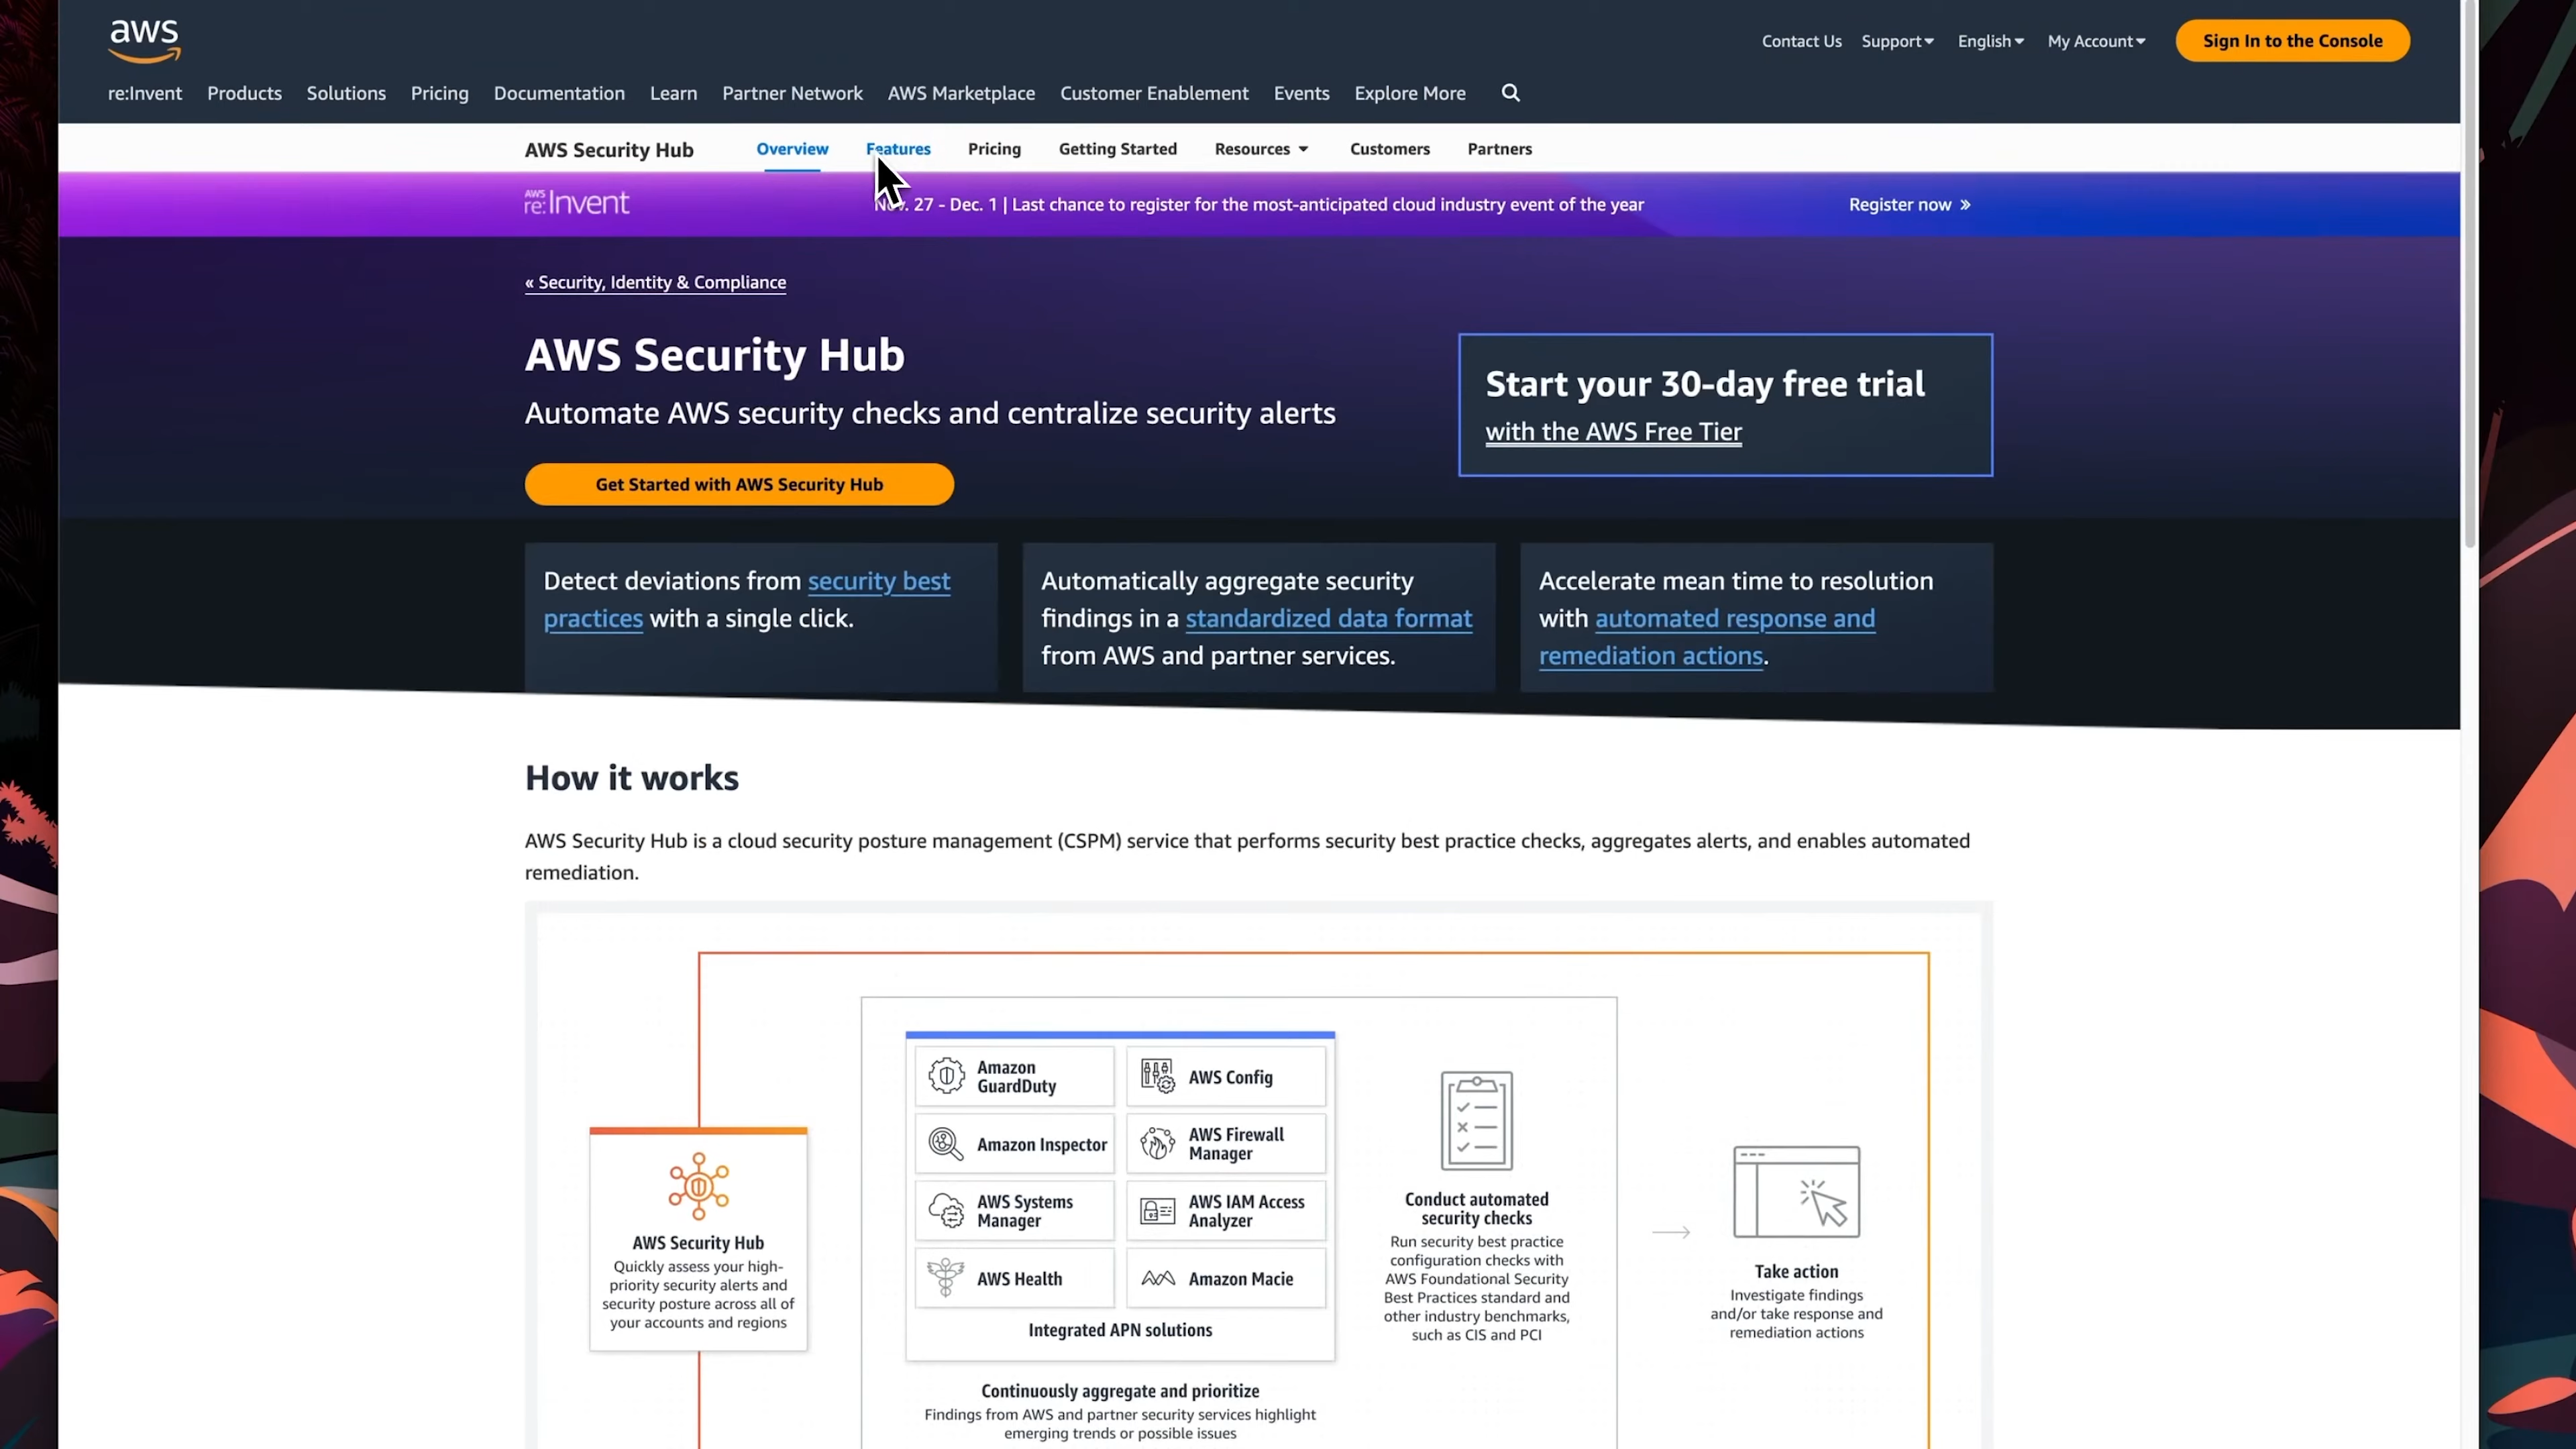 aws
Contact Us Support English My Account Sign In to the Console
re:Invent Products Solutions Pricing Documentation Learn Partner Network AWS Marketplace Customer Enablement Events Explore More
AWS Security Hub Overview Features Pricing Getting Started Resources Customers Partners
AWS
re:Invent
Nov. 27 - Dec. 1 | Last chance to register for the most-anticipated cloud industry event of the year
Register now »
« Security, Identity & Compliance
AWS Security Hub
Automate AWS security checks and centralize security alerts
Get Started with AWS Security Hub
Start your 30-day free trial
with the AWS Free Tier
Detect deviations from security best
practices with a single click.
Automatically aggregate security
findings in a standardized data format
from AWS and partner services.
Accelerate mean time to resolution
with automated response and
remediation actions.
How it works
AWS Security Hub is a cloud security posture management (CSPM) service that performs security best practice checks, aggregates alerts, and enables automated
remediation.
AWS Security Hub
Quickly assess your high-
priority security alerts and
security posture across all of
your accounts and regions
Amazon
GuardDuty
AWS Config
Amazon Inspector
AWS Firewall
Manager
AWS Systems
Manager
AWS IAM Access
Analyzer
AWS Health
Amazon Macie
Integrated APN solutions
Continuously aggregate and prioritize
Findings from AWS and partner security services highlight
emerging trends or possible issues
Conduct automated
security checks
Run security best practice
configuration checks with
AWS Foundational Security
Best Practices standard and
other industry benchmarks,
such as CIS and PCI
Take action
Investigate findings
and/or take response and
remediation actions